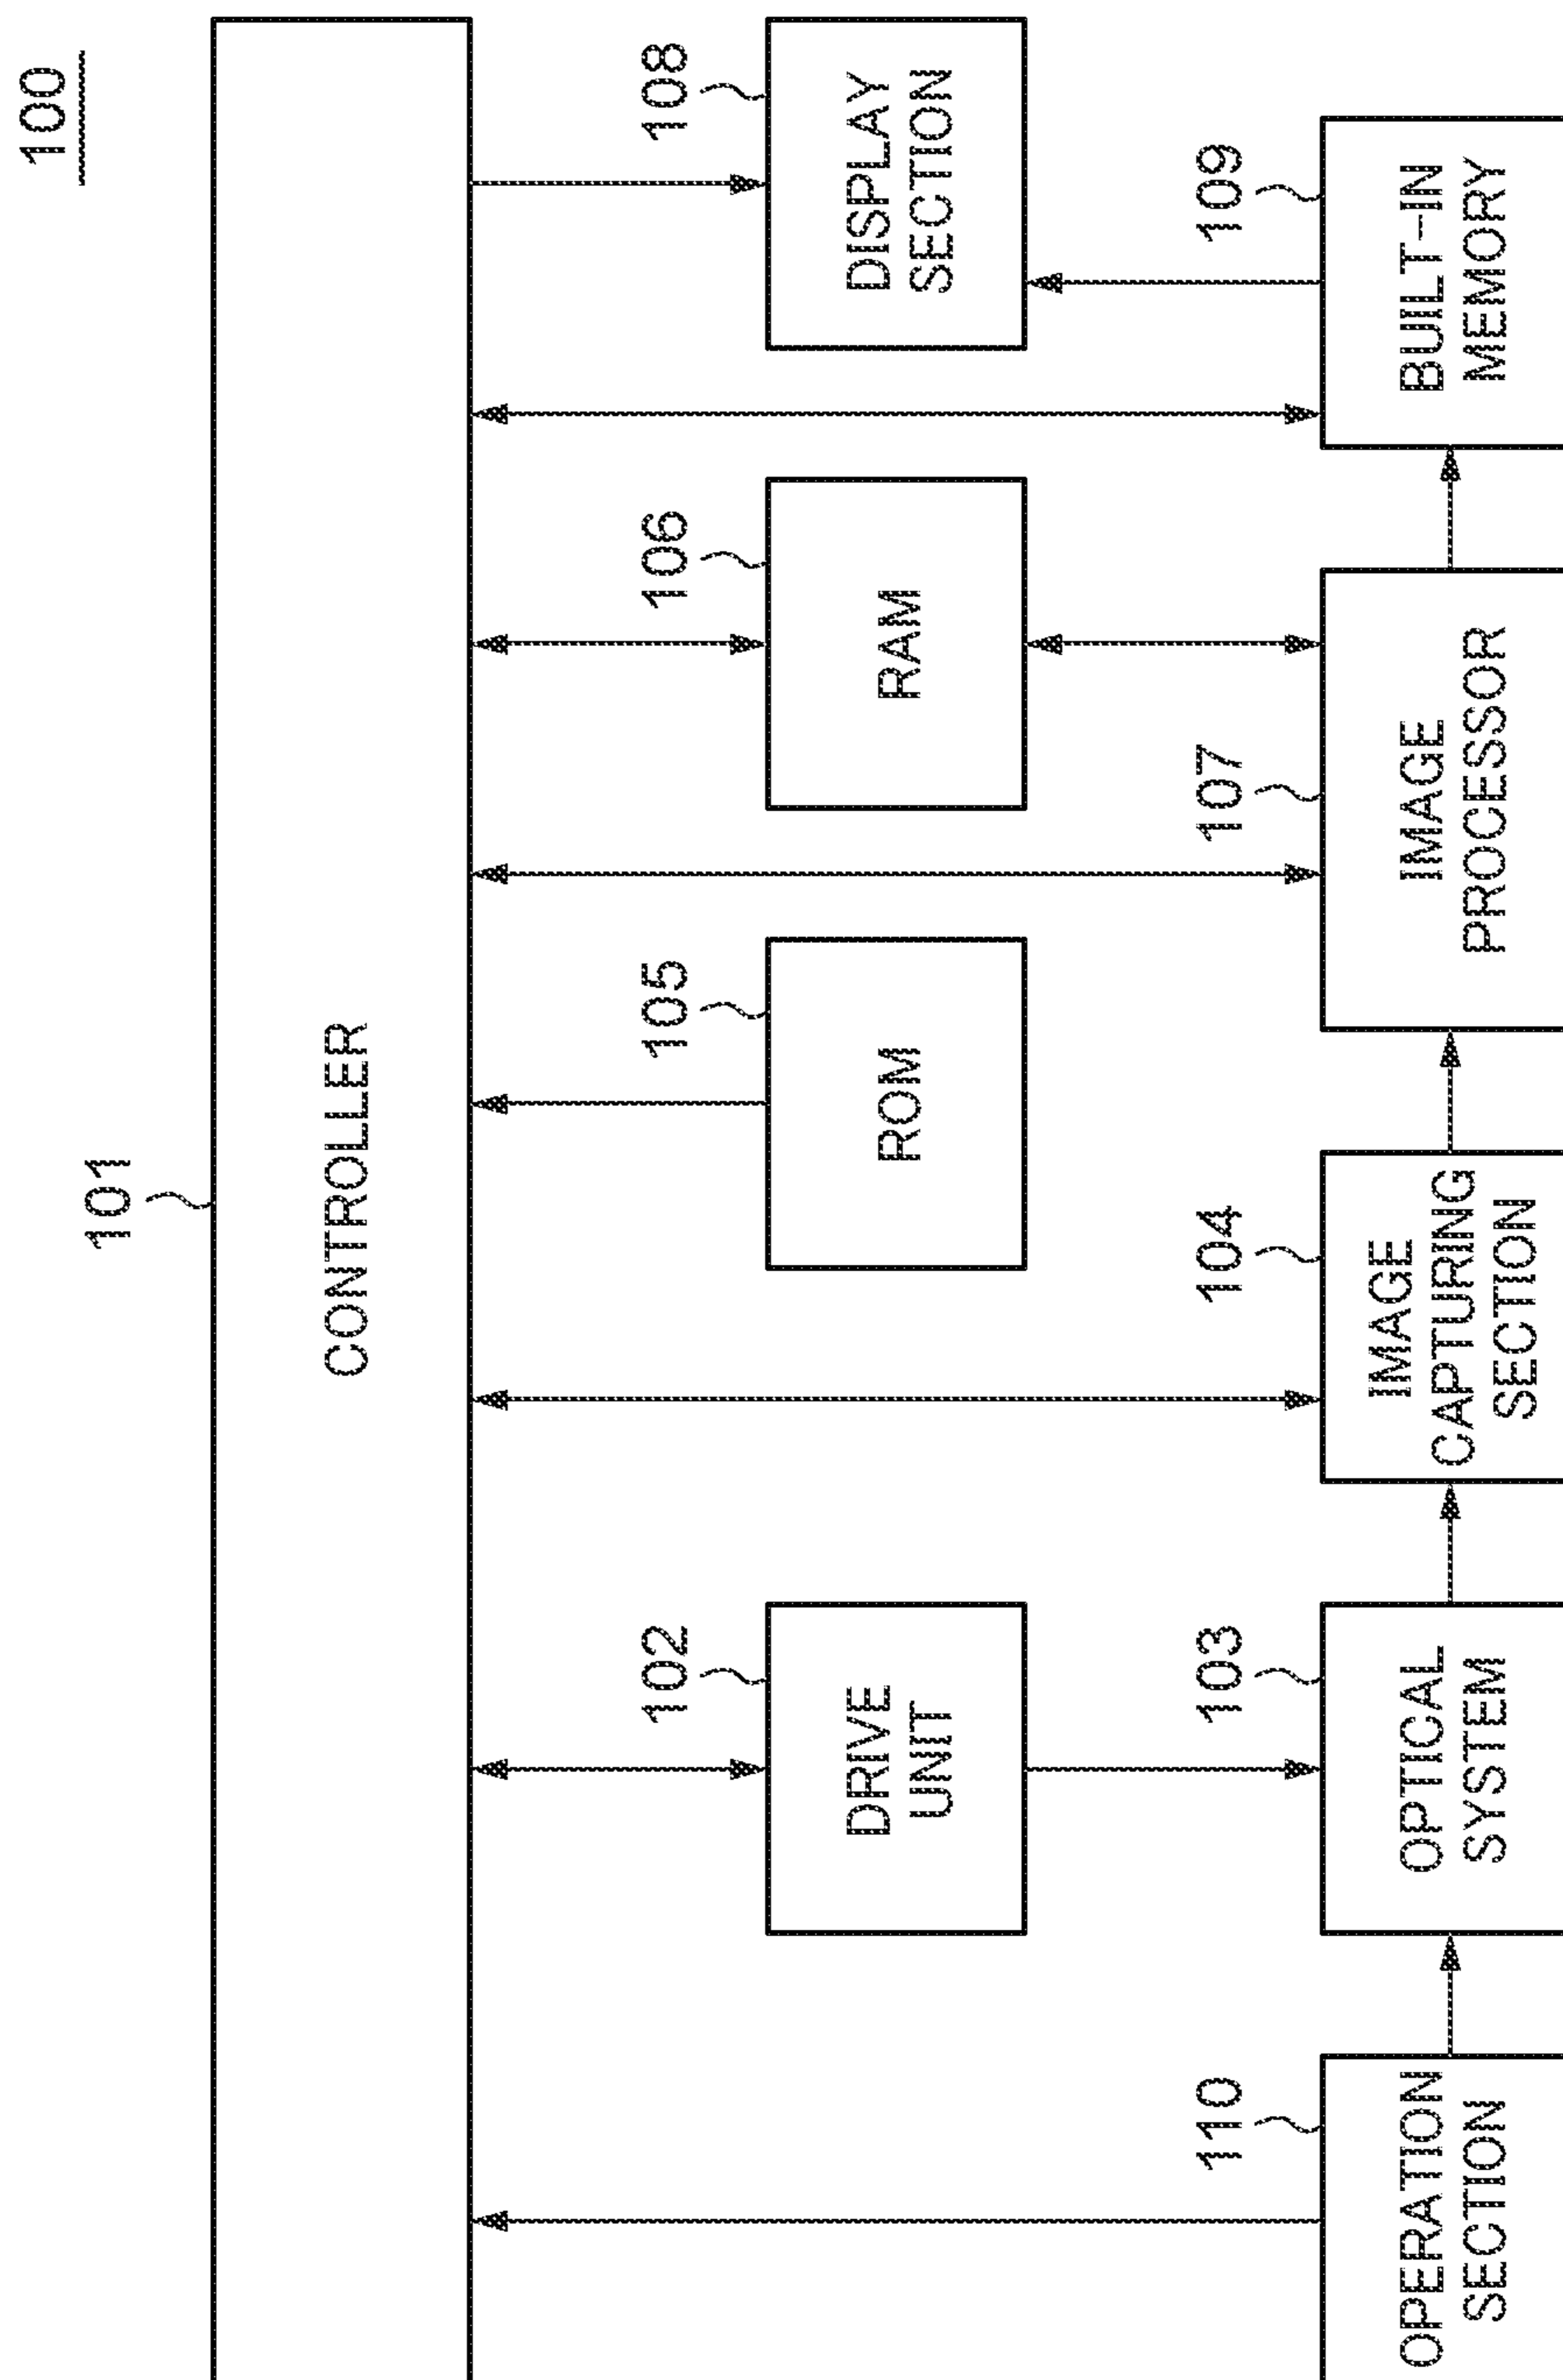 100
101
CONTROLLER
102
DRIVE
UNIT
105
ROM
106
RAM
108
DISPLAY
SECTION
110
OPERATION
SECTION
103
OPTICAL
SYSTEM
104
IMAGE
CAPTURING
SECTION
107
IMAGE
PROCESSOR
109
BUILT-IN
MEMORY